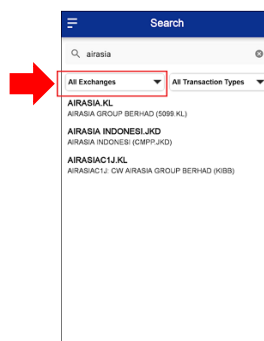 Search
airasia
All Exchanges
All Transaction Types
AIRASIA.KL
AIRASIA GROUP BERHAD (5099.KL)
AIRASIA INDONESI.JKD
AIRASIA INDONESI (CMPP.JKD)
AIRASIAC1J.KL
AIRASIAC1J: CW AIRASIA GROUP BERHAD (KIBB)